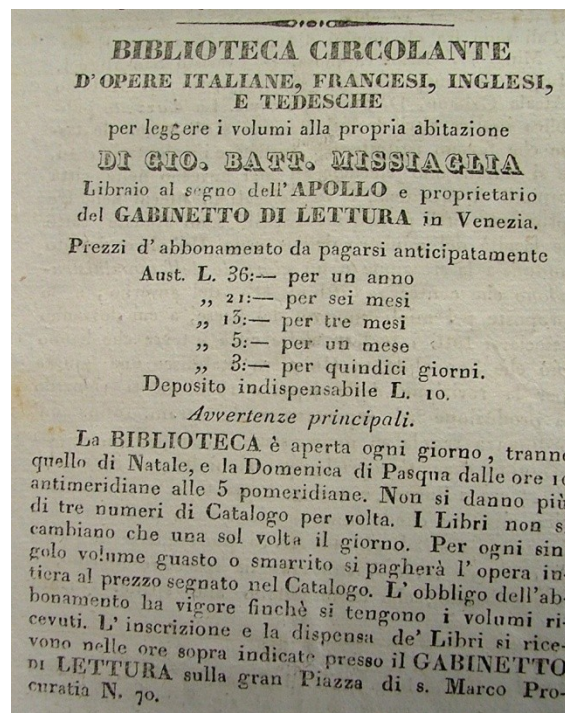 BIBLIOTECA CIRCOLANTE
D'OPERE ITALIANE, FRANCESI, INGLESI,
E TEDESCHE
per leggere i volumi alla propria abitazione
DI GIO. BATT. MISSIAGLIA
Libraio al segno dell'APOLLO e proprietario
del GABINETTO DI LETTURA in Venezia.
Prezzi d'abbonamento da pagarsi anticipatamente
Aust. L. 36:— per un anno
„ 21:— per sei mesi
„ 13:— per tre mesi
„ 5:— per un mese
„ 3:— per quindici giorni.
Deposito indispensabile L. 10.
Avvertenze principali.
La BIBLIOTECA è aperta ogni giorno, tranne
quello di Natale, e la Domenica di Pasqua dalle ore 10
antimeridiane alle 5 pomeridiane. Non si danno più
di tre numeri di Catalogo per volta. I Libri non s
cambiano che una sol volta il giorno. Per ogni sin-
golo volume guasto o smarrito si pagherà l'opera in-
tiera al prezzo segnato nel Catalogo. L'obbligo dell'ab-
bonamento ha vigore finchè si tengono i volumi ri-
cevuti. L'inscrizione e la dispensa de' Libri si rice-
vono nelle ore sopra indicate presso il GABINETTO
DI LETTURA sulla gran Piazza di s. Marco Pro-
curatia N. 70.